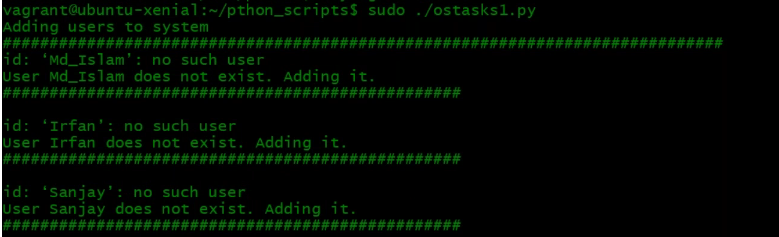 vagrant@ubuntu-xenial:~/pthon_scripts$ sudo ./ostasks1.py
Adding users to system
#############################################################################
id: ‘Md_Islam’: no such user
User Md_Islam does not exist. Adding it.
#################################################
id: ‘Irfan’: no such user
User Irfan does not exist. Adding it.
#################################################
id: ‘Sanjay’: no such user
User Sanjay does not exist. Adding it.
#################################################